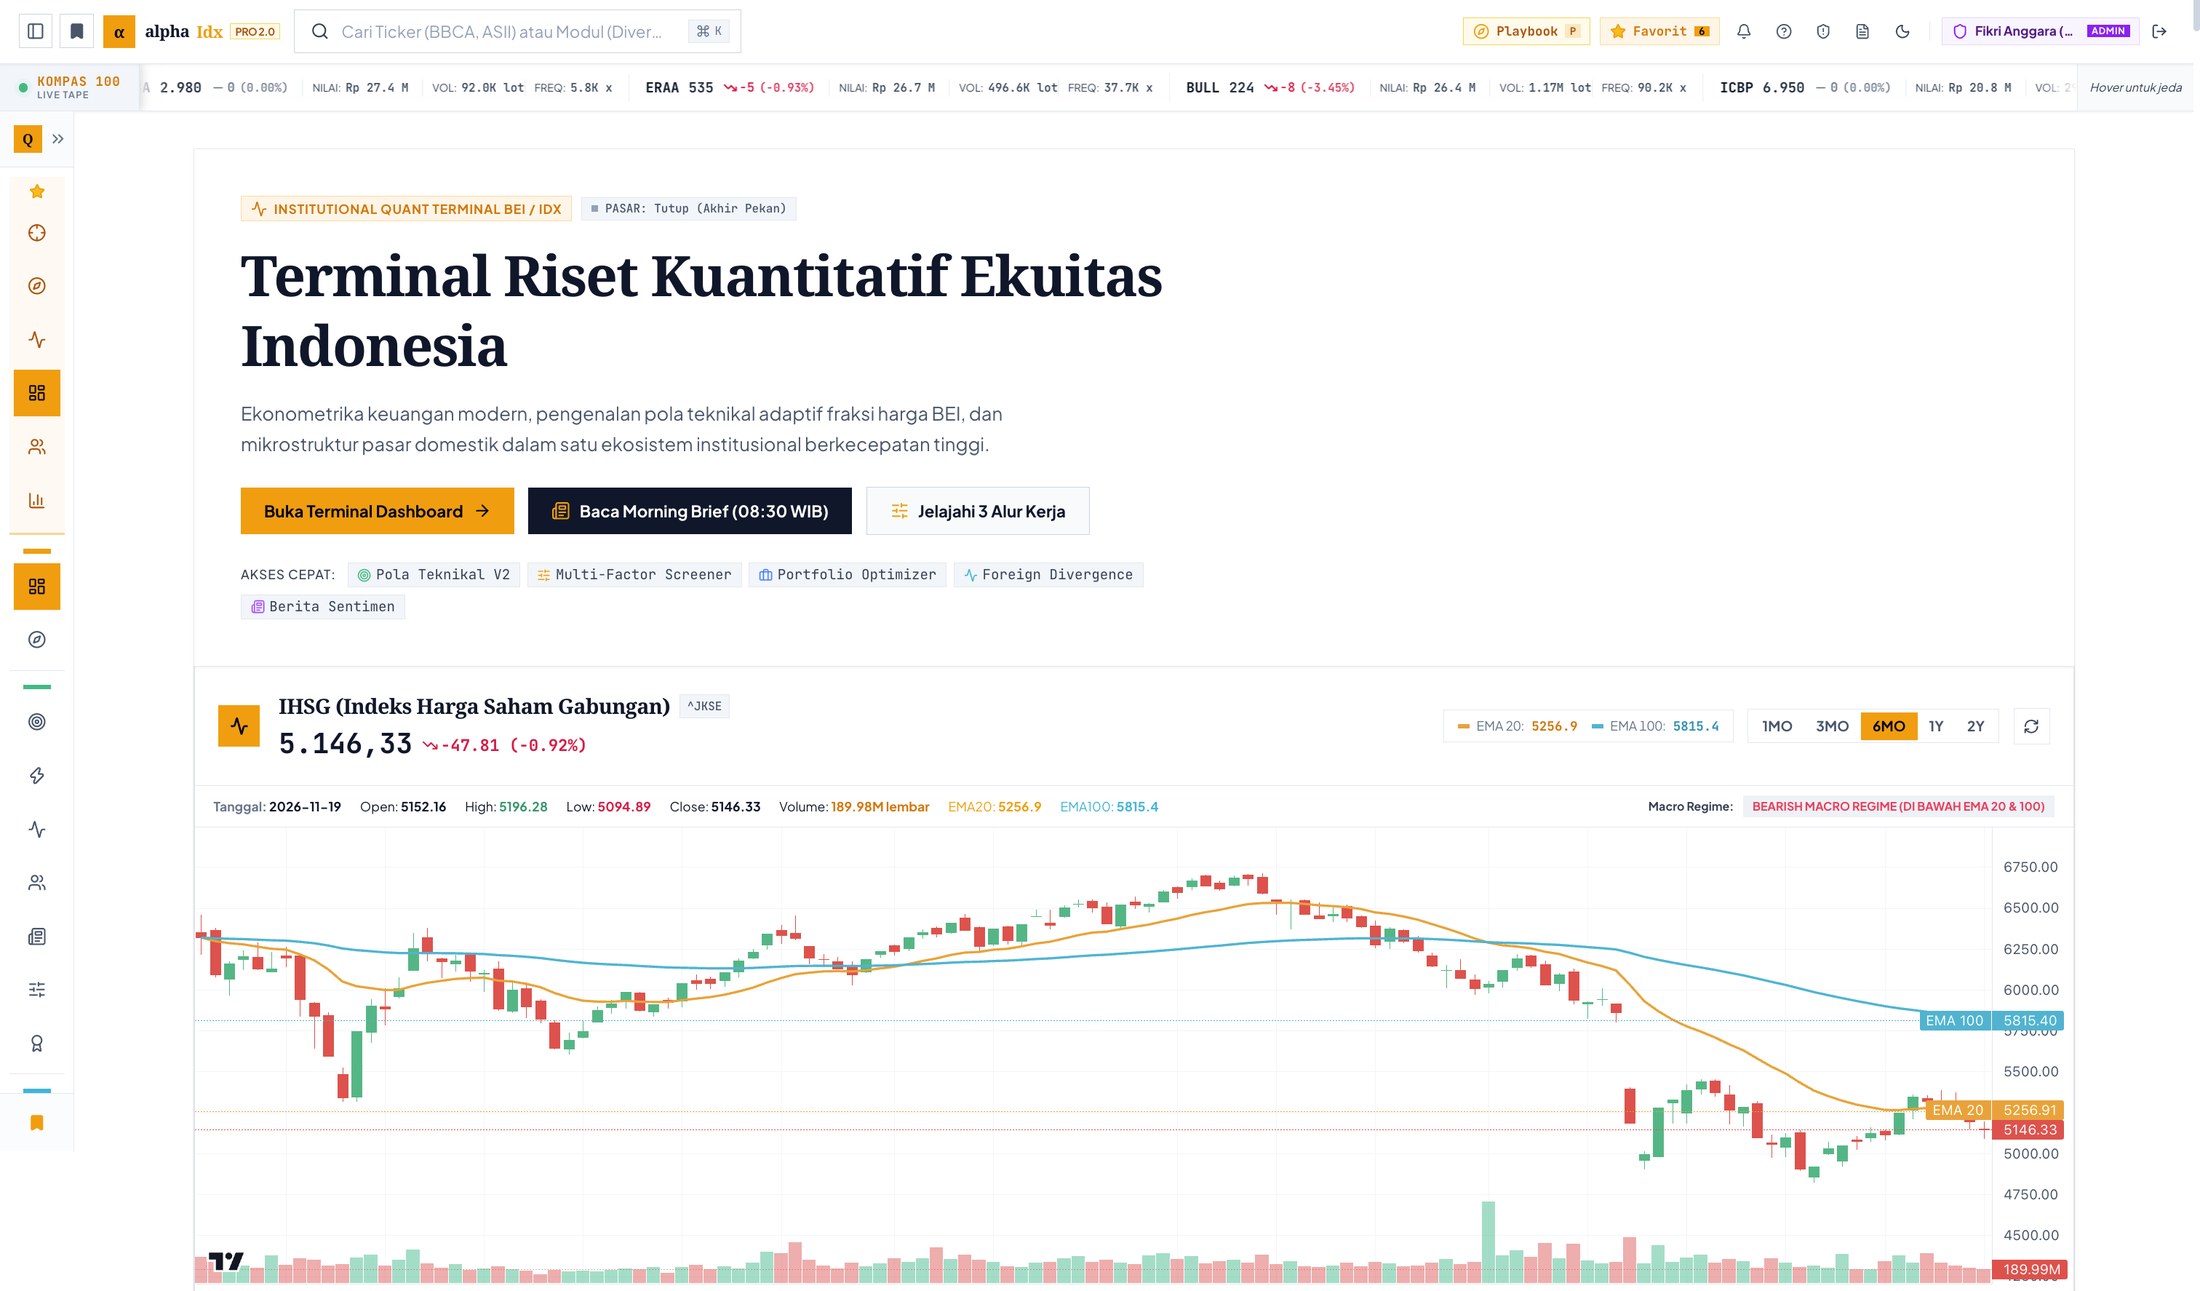 α alpha Idx PRO 2.0 Cari Ticker (BBCA, ASII) atau Modul (Diver... ⌘ K Playbook P Favorit 6 Fikri Anggara (... ADMIN
KOMPAS 100
LIVE TAPE
A 2.980 — 0 (0.00%) NILAI: Rp 27.4 M VOL: 92.0K lot FREQ: 5.8K x ERAA 535 -5 (-0.93%) NILAI: Rp 26.7 M VOL: 496.6K lot FREQ: 37.7K x BULL 224 -8 (-3.45%) NILAI: Rp 26.4 M VOL: 1.17M lot FREQ: 90.2K x ICBP 6.950 — 0 (0.00%) NILAI: Rp 20.8 M VOL: Hover untuk jeda
Q
INSTITUTIONAL QUANT TERMINAL BEI / IDX PASAR: Tutup (Akhir Pekan)
Terminal Riset Kuantitatif Ekuitas
Indonesia
Ekonometrika keuangan modern, pengenalan pola teknikal adaptif fraksi harga BEI, dan
mikrostruktur pasar domestik dalam satu ekosistem institusional berkecepatan tinggi.
Buka Terminal Dashboard → Baca Morning Brief (08:30 WIB) Jelajahi 3 Alur Kerja
AKSES CEPAT: Pola Teknikal V2 Multi-Factor Screener Portfolio Optimizer Foreign Divergence
Berita Sentimen
IHSG (Indeks Harga Saham Gabungan) ^JKSE
5.146,33 -47.81 (-0.92%)
EMA 20: 5256.9 EMA 100: 5815.4 1MO 3MO 6MO 1Y 2Y
Tanggal: 2026-11-19 Open: 5152.16 High: 5196.28 Low: 5094.89 Close: 5146.33 Volume: 189.98M lembar EMA20: 5256.9 EMA100: 5815.4 Macro Regime: BEARISH MACRO REGIME (DI BAWAH EMA 20 & 100)
6750.00
6500.00
6250.00
6000.00
EMA 100 5815.40
5750.00
5500.00
EMA 20 5256.91
5146.33
5000.00
4750.00
4500.00
189.99M